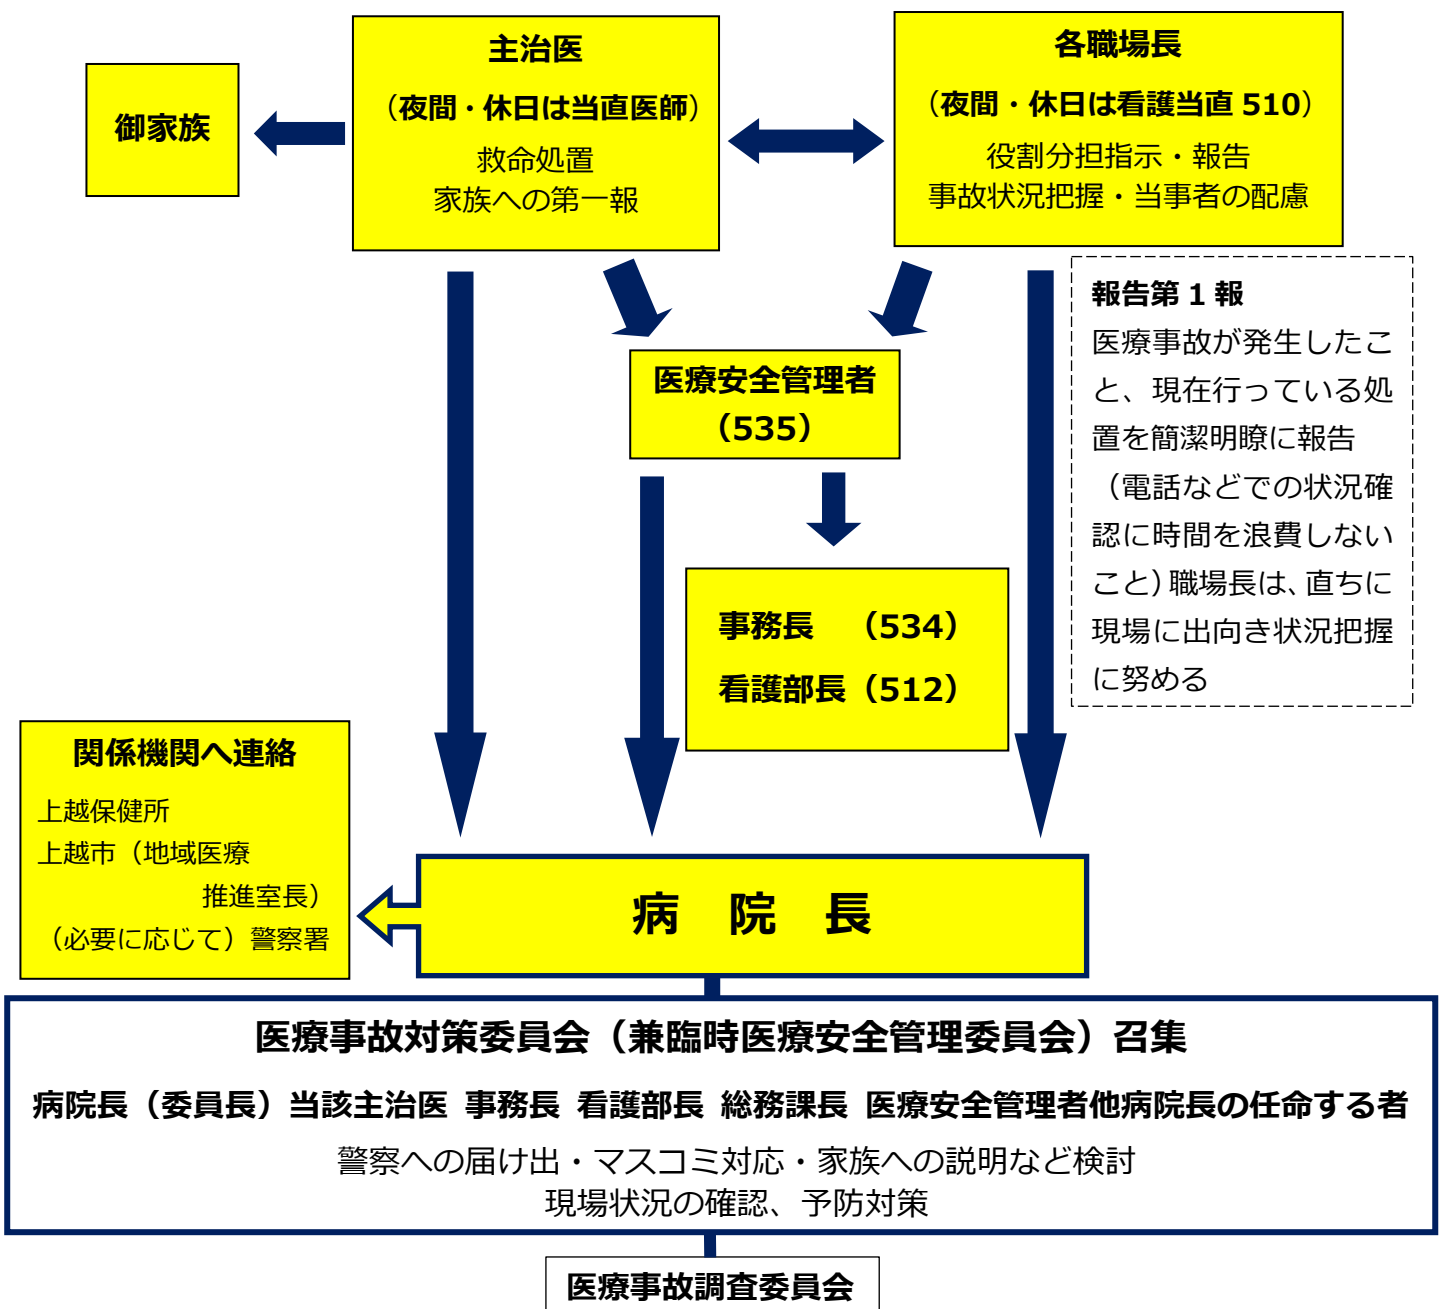 主治医
（夜間・休日は当直医師）
救命処置
家族への第一報
各職場長
（夜間・休日は看護当直 510）
役割分担指示・報告
事故状況把握・当事者の配慮
御家族
報告第 1 報
医療事故が発生したこ
と、現在行っている処
置を簡潔明瞭に報告
（電話などでの状況確
認に時間を浪費しない
こと）職場長は、直ちに
現場に出向き状況把握
に努める
医療安全管理者
（535）
事務長　（534）
看護部長（512）
関係機関へ連絡
上越保健所
上越市（地域医療
推進室長）
（必要に応じて）警察署
病　院　長
医療事故対策委員会（兼臨時医療安全管理委員会）召集
病院長（委員長）当該主治医 事務長 看護部長 総務課長 医療安全管理者他病院長の任命する者
警察への届け出・マスコミ対応・家族への説明など検討
現場状況の確認、予防対策
医療事故調査委員会